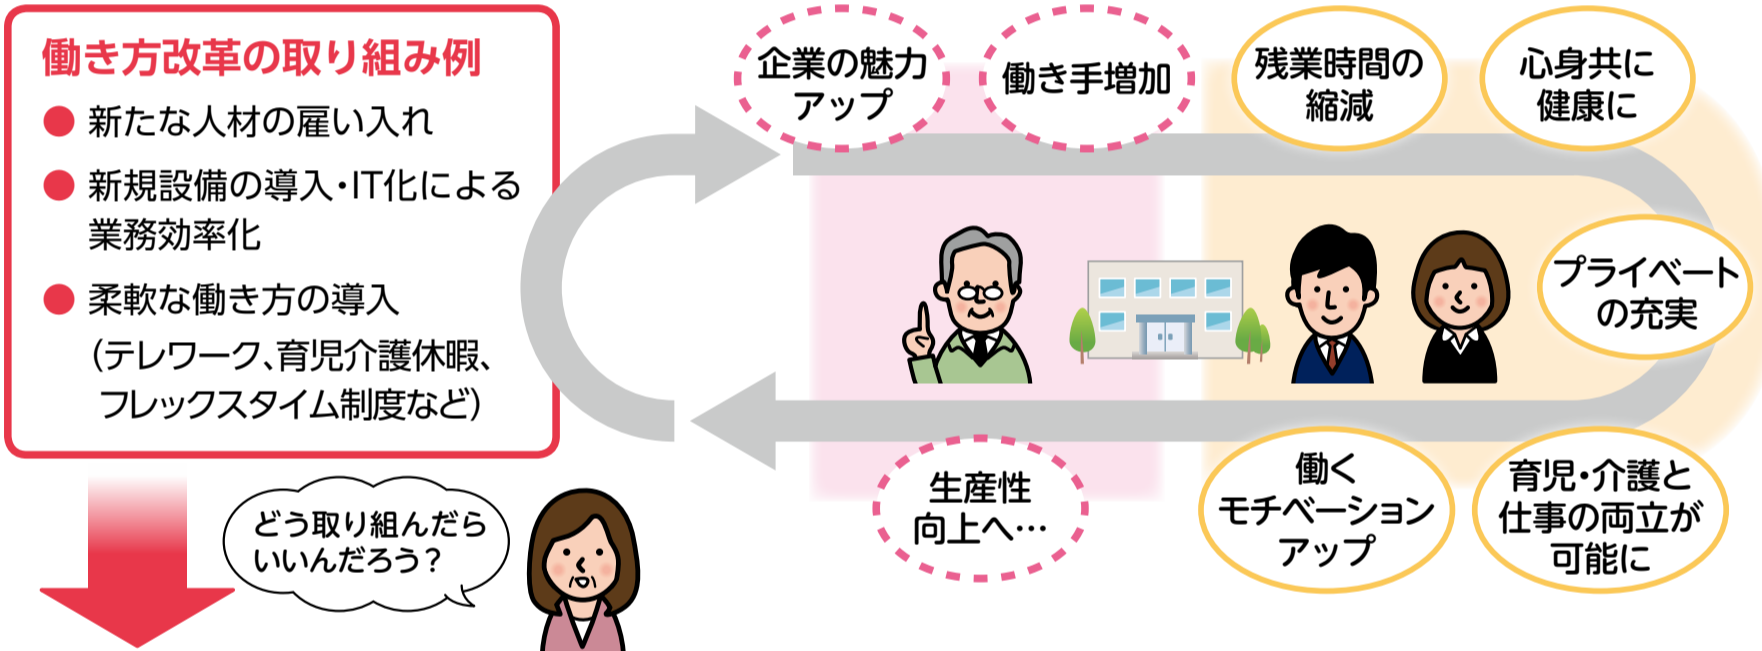 働き方改革の取り組み例
● 新たな人材の雇い入れ
● 新規設備の導入・IT化による
業務効率化
● 柔軟な働き方の導入
（テレワーク、育児介護休暇、
フレックスタイム制度など）
どう取り組んだら
いいんだろう？
企業の魅力
アップ
働き手増加
残業時間の
縮減
心身共に
健康に
プライベート
の充実
育児・介護と
仕事の両立が
可能に
働く
モチベーション
アップ
生産性
向上へ…